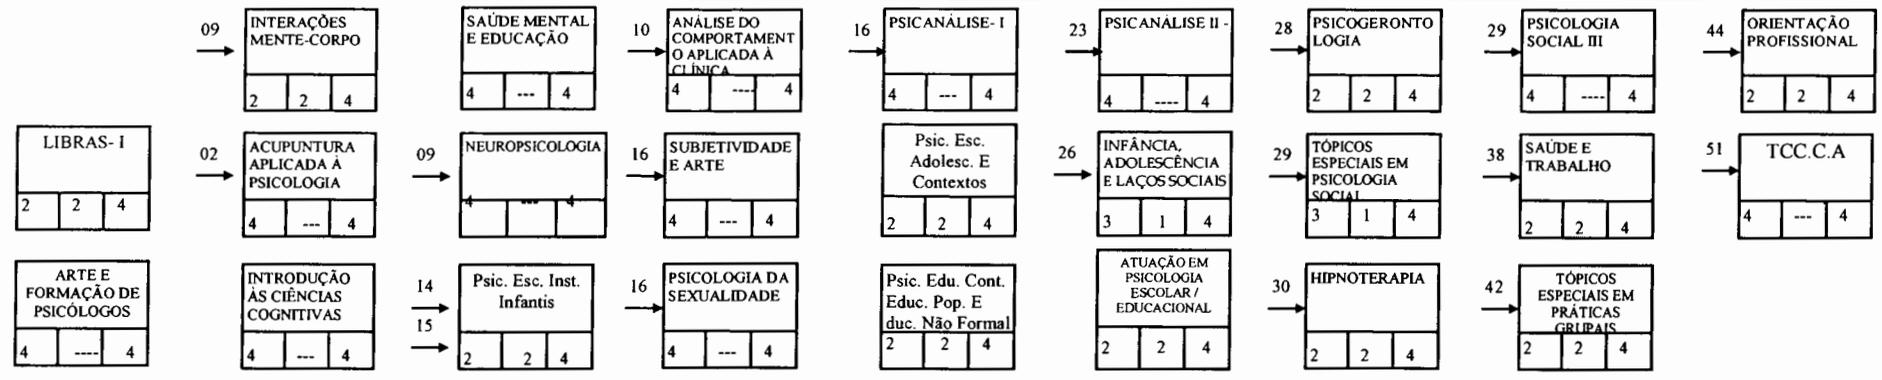 09
INTERAÇÕES
MENTE-CORPO
2 2 4
SAÚDE MENTAL
E EDUCAÇÃO
4 --- 4
10
ANÁLISE DO
COMPORTAMENT
O APLICADA À
CLÍNICA
4 ---- 4
16
PSICANÁLISE- I
4 --- 4
23
PSICANÁLISE II -
4 ---- 4
28
PSICOGERONTO
LOGIA
2 2 4
29
PSICOLOGIA
SOCIAL III
4 ---- 4
44
ORIENTAÇÃO
PROFISSIONAL
2 2 4
LIBRAS- I
2 2 4
02
ACUPUNTURA
APLICADA À
PSICOLOGIA
4 --- 4
09
NEUROPSICOLOGIA
4 --- 4
16
SUBJETIVIDADE
E ARTE
4 --- 4
Psic. Esc.
Adolesc. E
Contextos
2 2 4
26
INFÂNCIA,
ADOLESCÊNCIA
E LAÇOS SOCIAIS
3 1 4
29
TÓPICOS
ESPECIAIS EM
PSICOLOGIA
SOCIAL
3 1 4
38
SAÚDE E
TRABALHO
2 2 4
51
TCC.C.A
4 --- 4
ARTE E
FORMAÇÃO DE
PSICÓLOGOS
4 ---- 4
INTRODUÇÃO
ÀS CIÊNCIAS
COGNITIVAS
4 --- 4
14
15
Psic. Esc. Inst.
Infantis
2 2 4
16
PSICOLOGIA DA
SEXUALIDADE
4 --- 4
Psic. Edu. Cont.
Educ. Pop. E
duc. Não Formal
2 2 4
ATUAÇÃO EM
PSICOLOGIA
ESCOLAR /
EDUCACIONAL
2 2 4
30
HIPNOTERAPIA
2 2 4
42
TÓPICOS
ESPECIAIS EM
PRÁTICAS
GRUPAIS
2 2 4